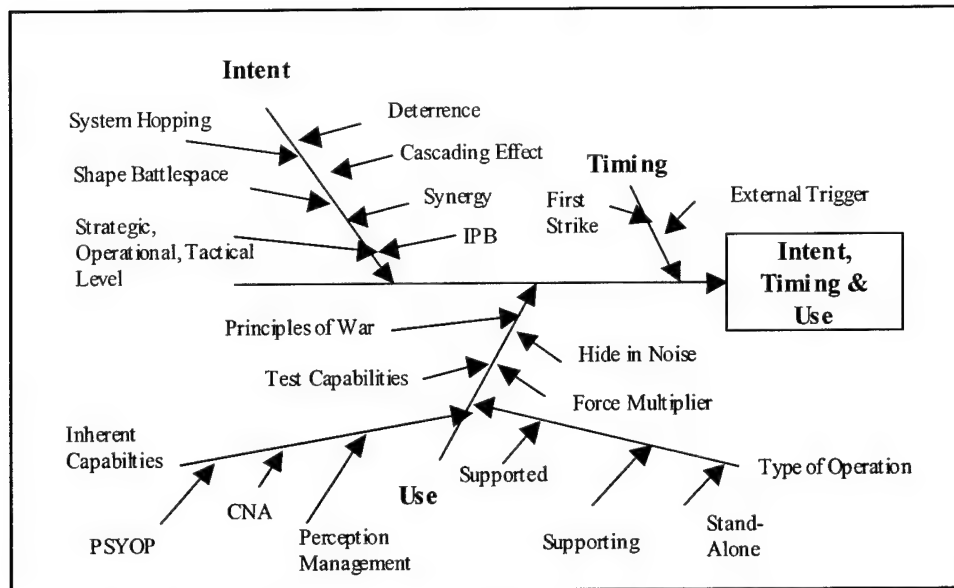 Intent
System Hopping
Deterrence
Cascading Effect
Shape Battlespace
Synergy
Strategic,
Operational, Tactical
Level
IPB
Timing
First
Strike
External Trigger
Intent,
Timing &
Use
Principles of War
Hide in Noise
Test Capabilities
Force Multiplier
Inherent
Capabilties
Supported
Type of Operation
Use
CNA
PSYOP
Perception
Management
Supporting
Stand-
Alone